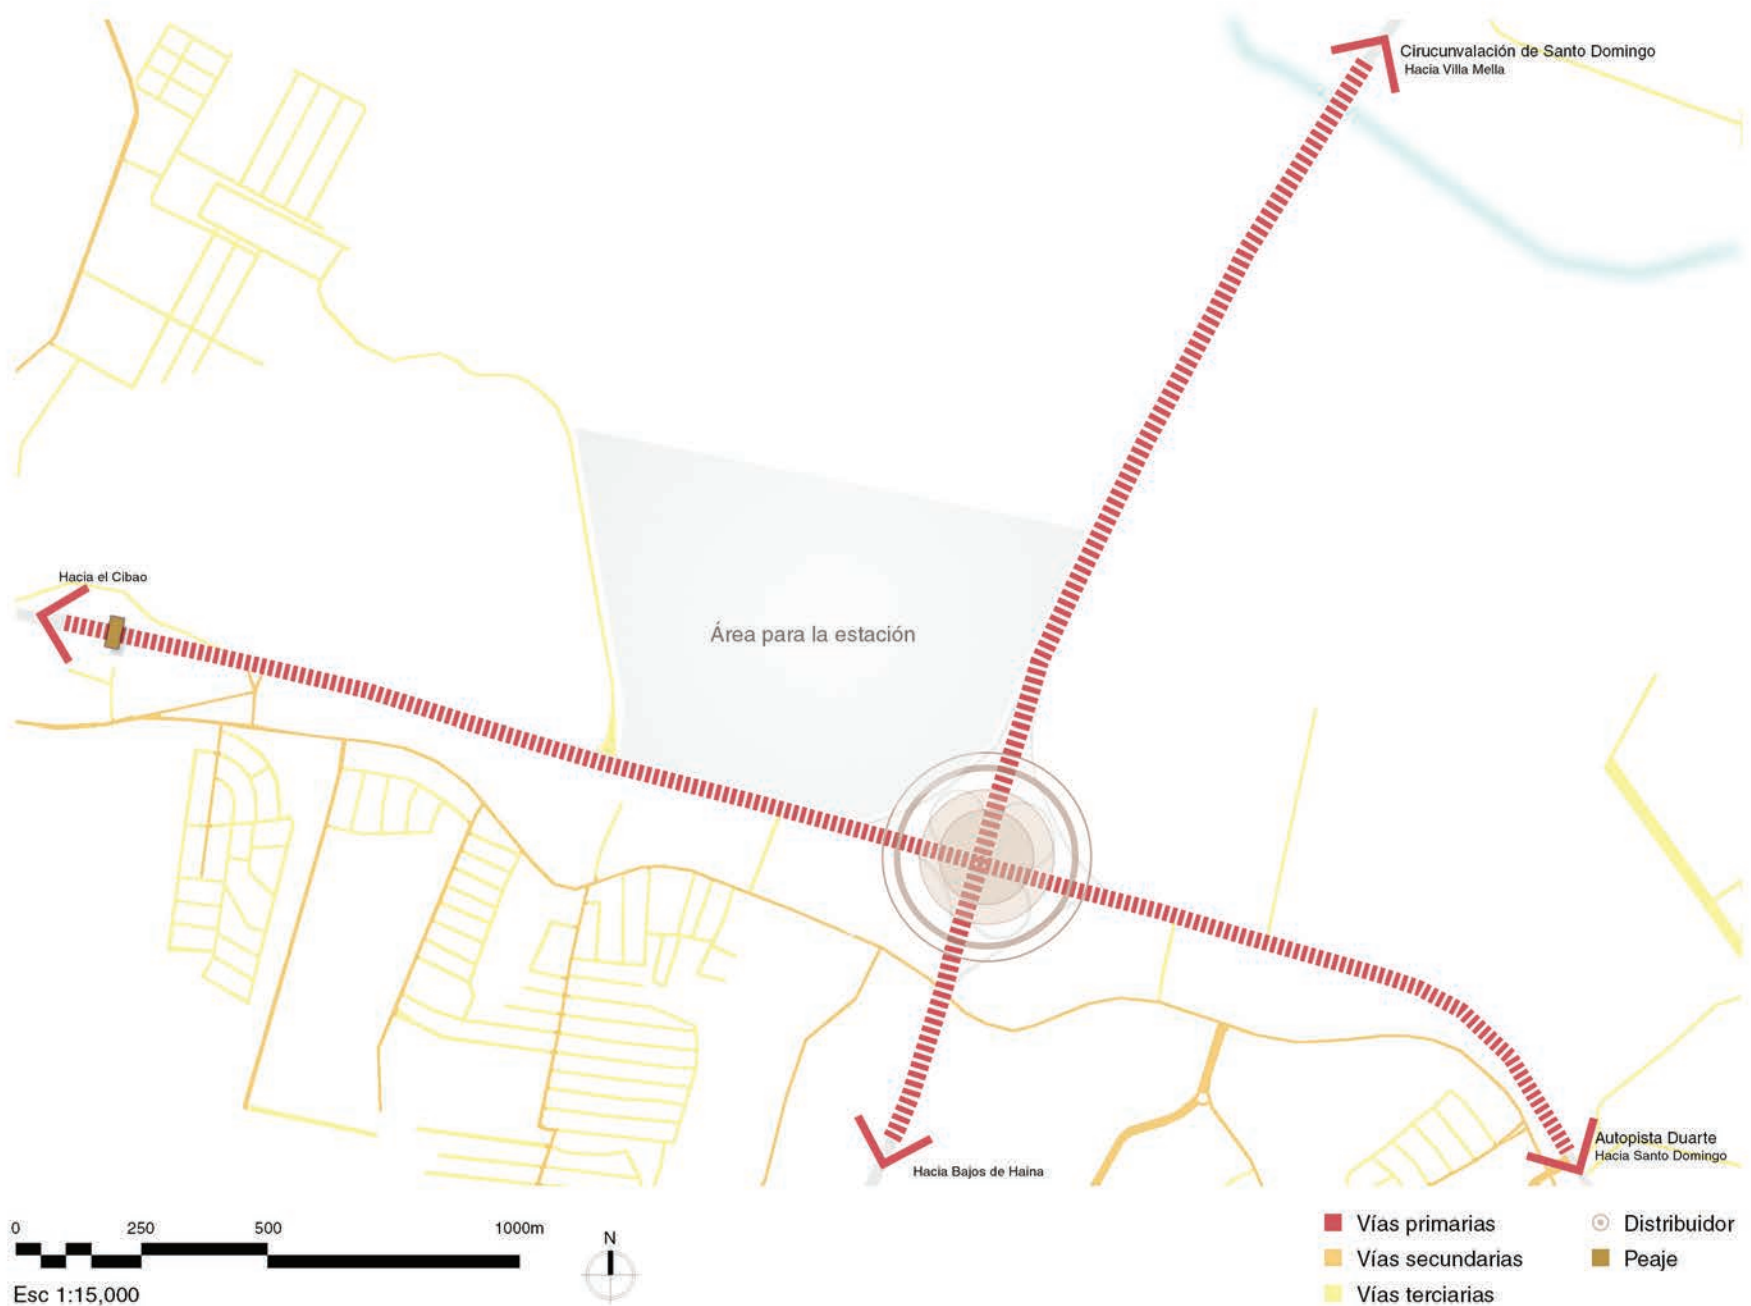 Cirucunvalación de Santo Domingo
Hacia Villa Mella
Hacia el Cibao
Área para la estación
Autopista Duarte
Hacia Santo Domingo
Hacia Bajos de Haina
0 250 500 1000m
Esc 1:15,000
N
Vías primarias
Vías secundarias
Vías terciarias
Distribuidor
Peaje